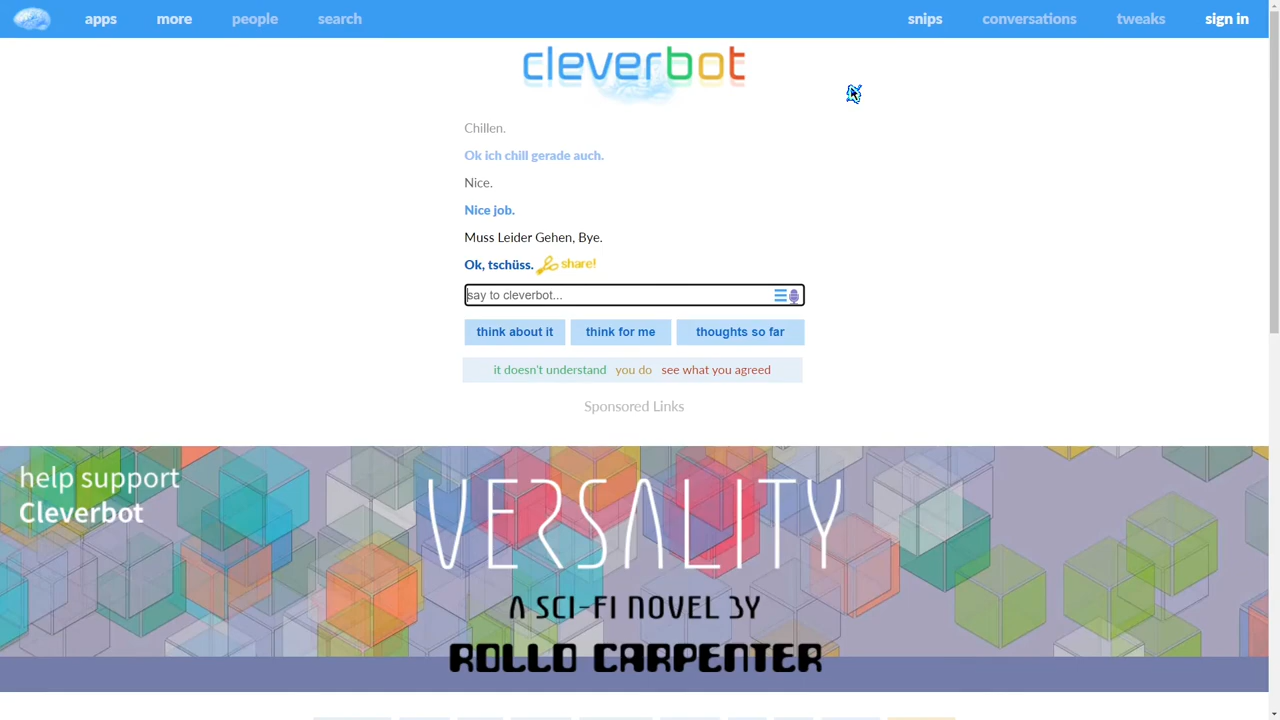 apps more people search snips conversations tweaks sign in
cleverbot
Chillen.
Ok ich chill gerade auch.
Nice.
Nice job.
Muss Leider Gehen, Bye.
Ok, tschüss. share!
say to cleverbot...
think about it think for me thoughts so far
it doesn't understand you do see what you agreed
Sponsored Links
help support
Cleverbot
VERSALITY
A SCI-FI NOVEL BY
ROLLO CARPENTER